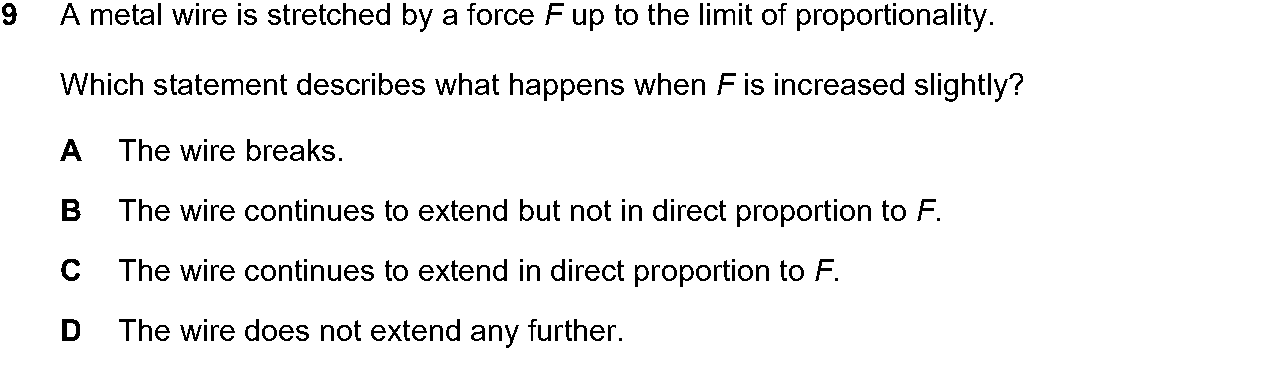 9 A metal wire is stretched by a force F up to the limit of proportionality.
Which statement describes what happens when F is increased slightly?
A The wire breaks.
B The wire continues to extend but not in direct proportion to F.
C The wire continues to extend in direct proportion to F.
D The wire does not extend any further.